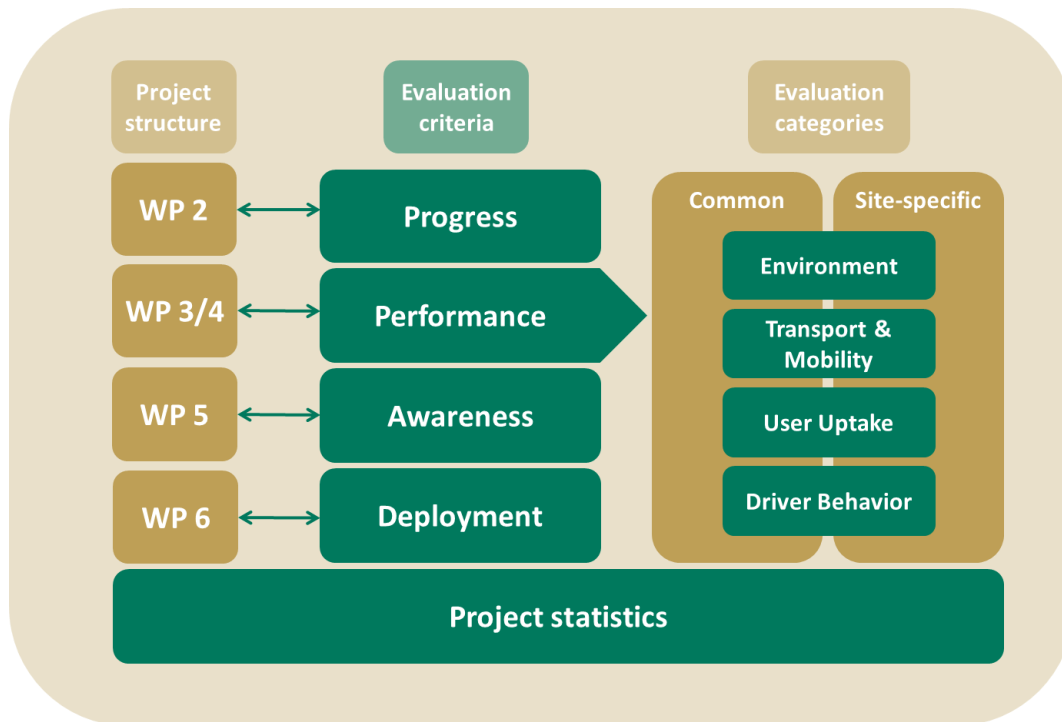 Project
structure
Evaluation
criteria
Evaluation
categories
WP 2
Progress
WP 3/4
Performance
WP 5
Awareness
WP 6
Deployment
Common
Site-specific
Environment
Transport &
Mobility
User Uptake
Driver Behavior
Project statistics